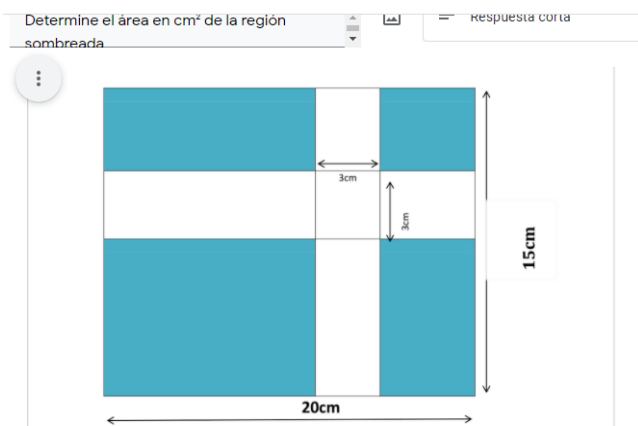 Determine el área en cm² de la región
sombreada
Respuesta corta
3cm
3cm
15cm
20cm